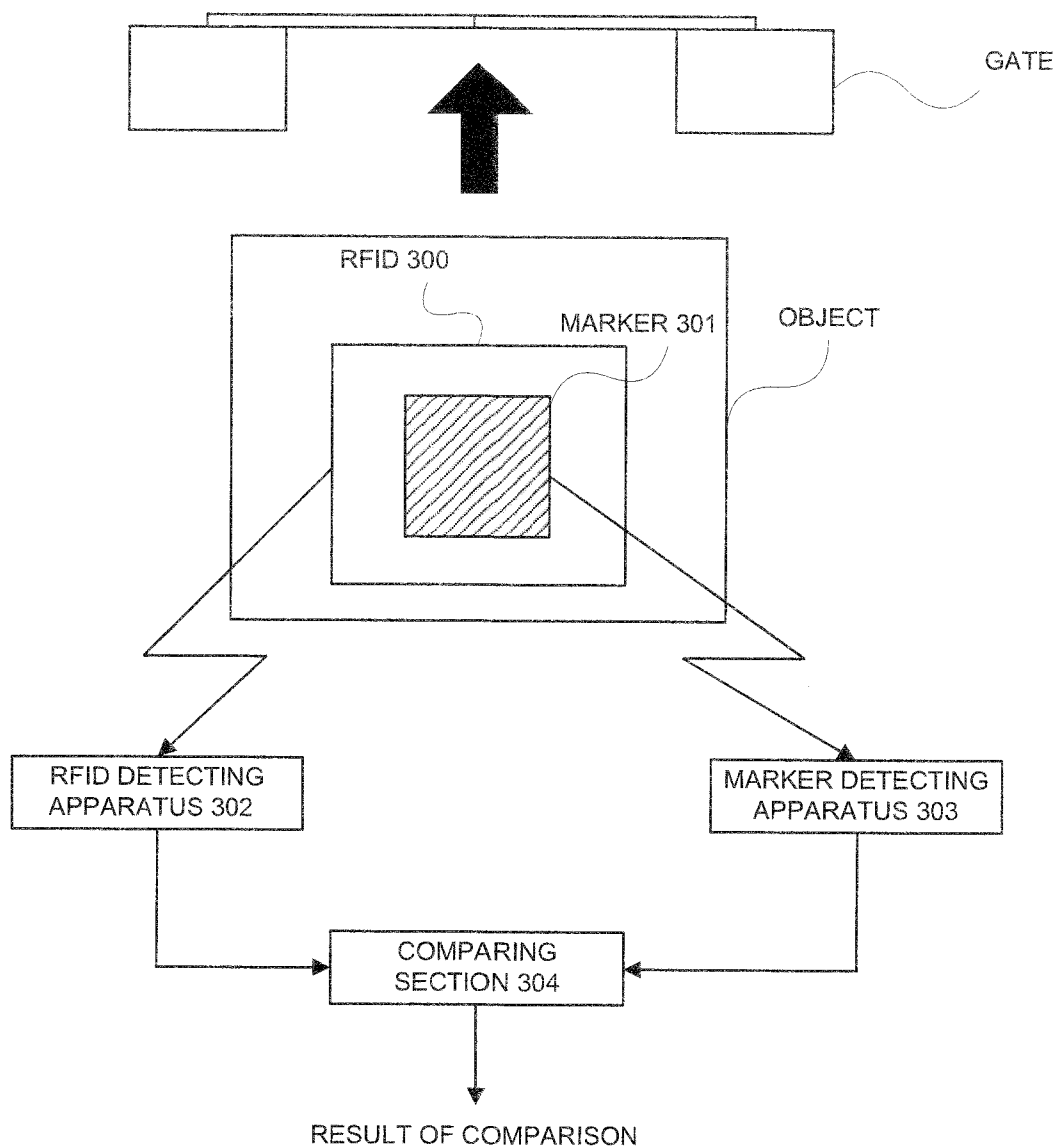 GATE
RFID 300
MARKER 301
OBJECT
RFID DETECTING
APPARATUS 302
MARKER DETECTING
APPARATUS 303
COMPARING
SECTION 304
RESULT OF COMPARISON